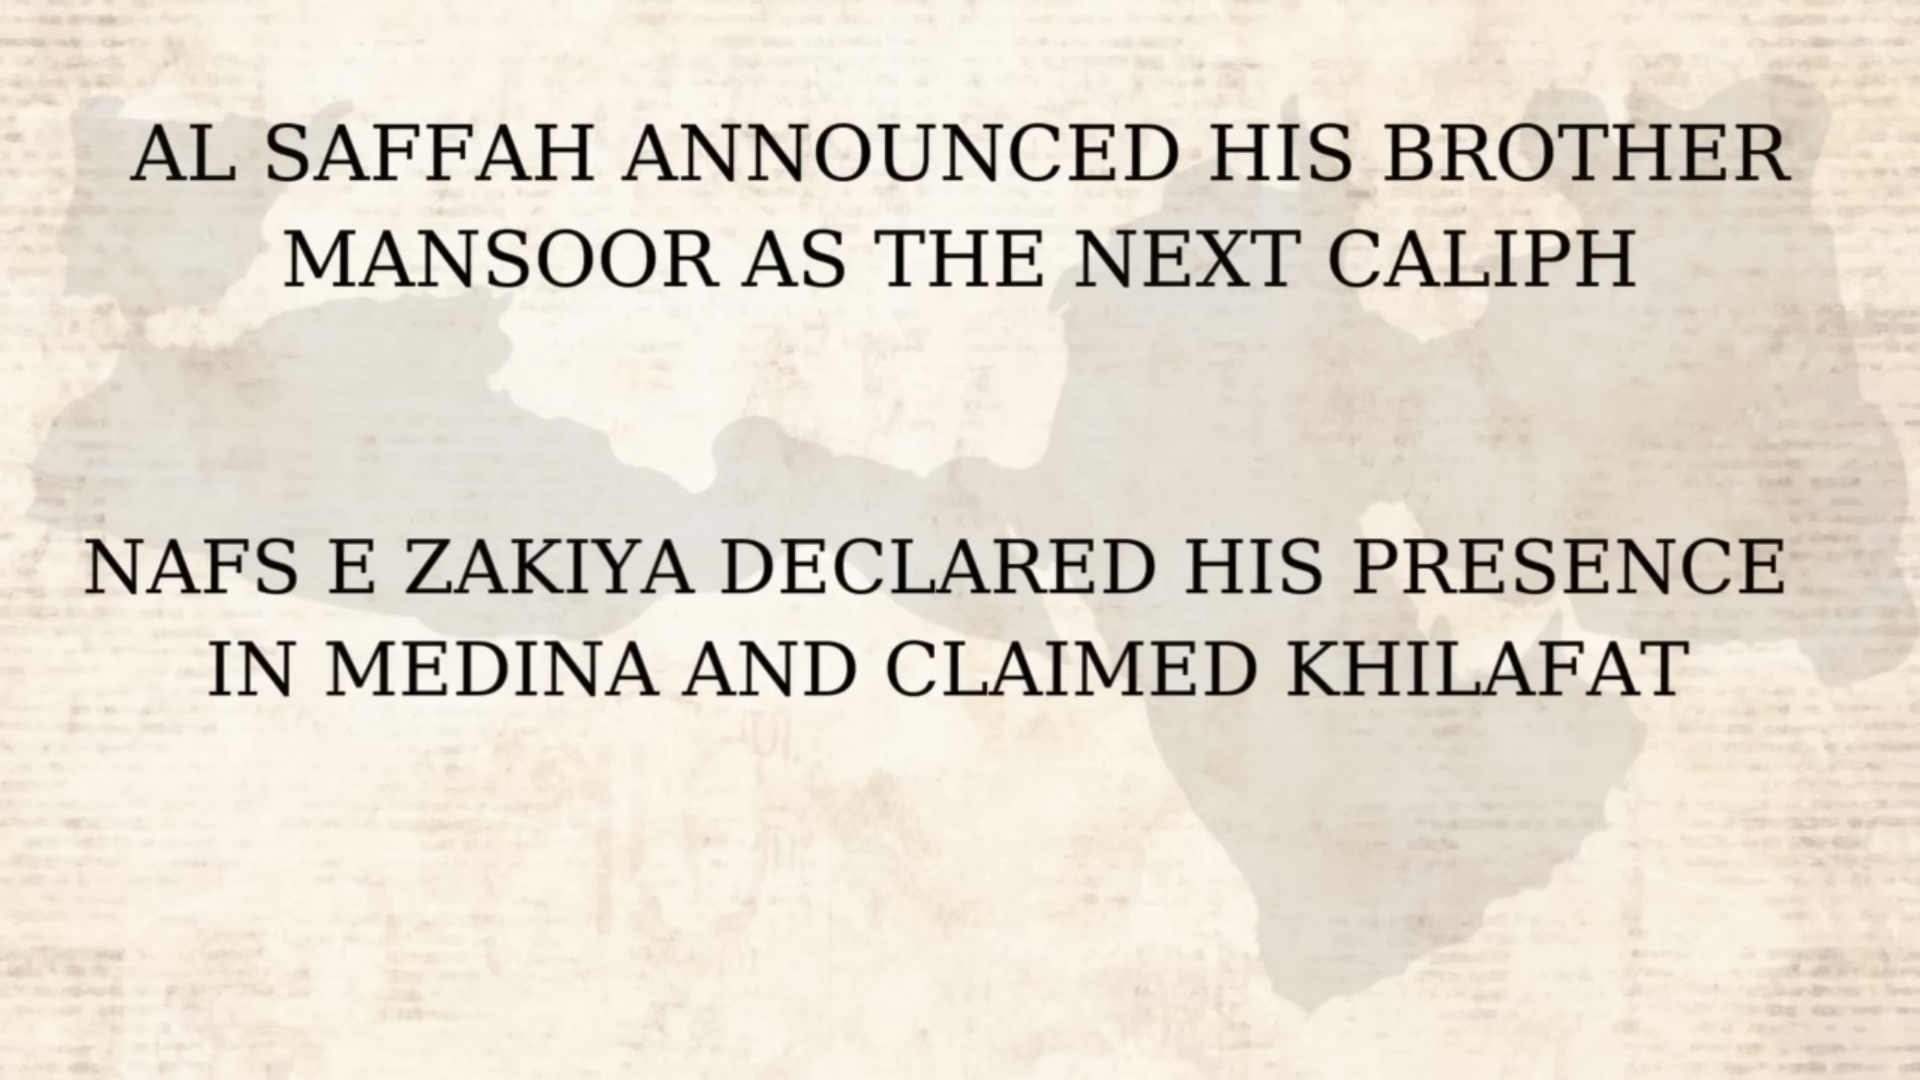 AL SAFFAH ANNOUNCED HIS BROTHER
MANSOOR AS THE NEXT CALIPH
NAFS E ZAKIYA DECLARED HIS PRESENCE
IN MEDINA AND CLAIMED KHILAFAT